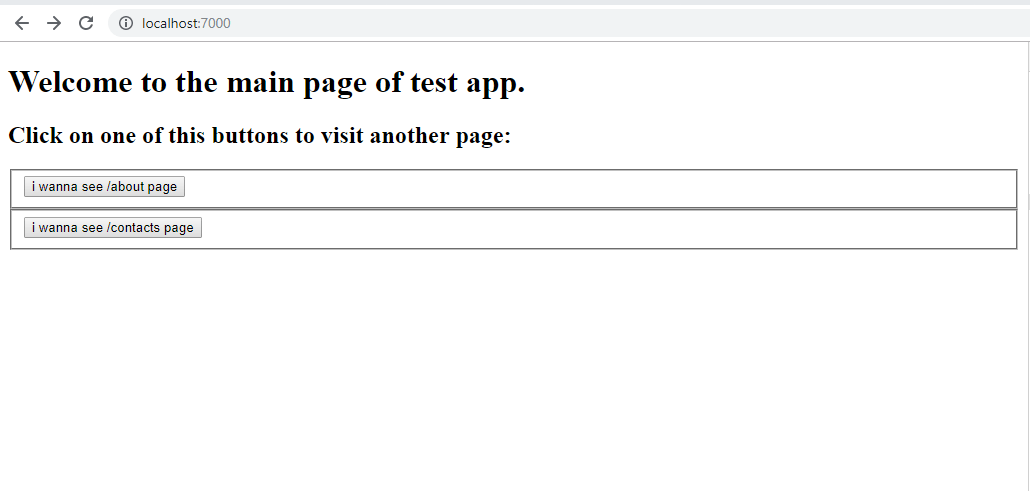 localhost:7000
Welcome to the main page of test app.
Click on one of this buttons to visit another page:
i wanna see /about page
i wanna see /contacts page